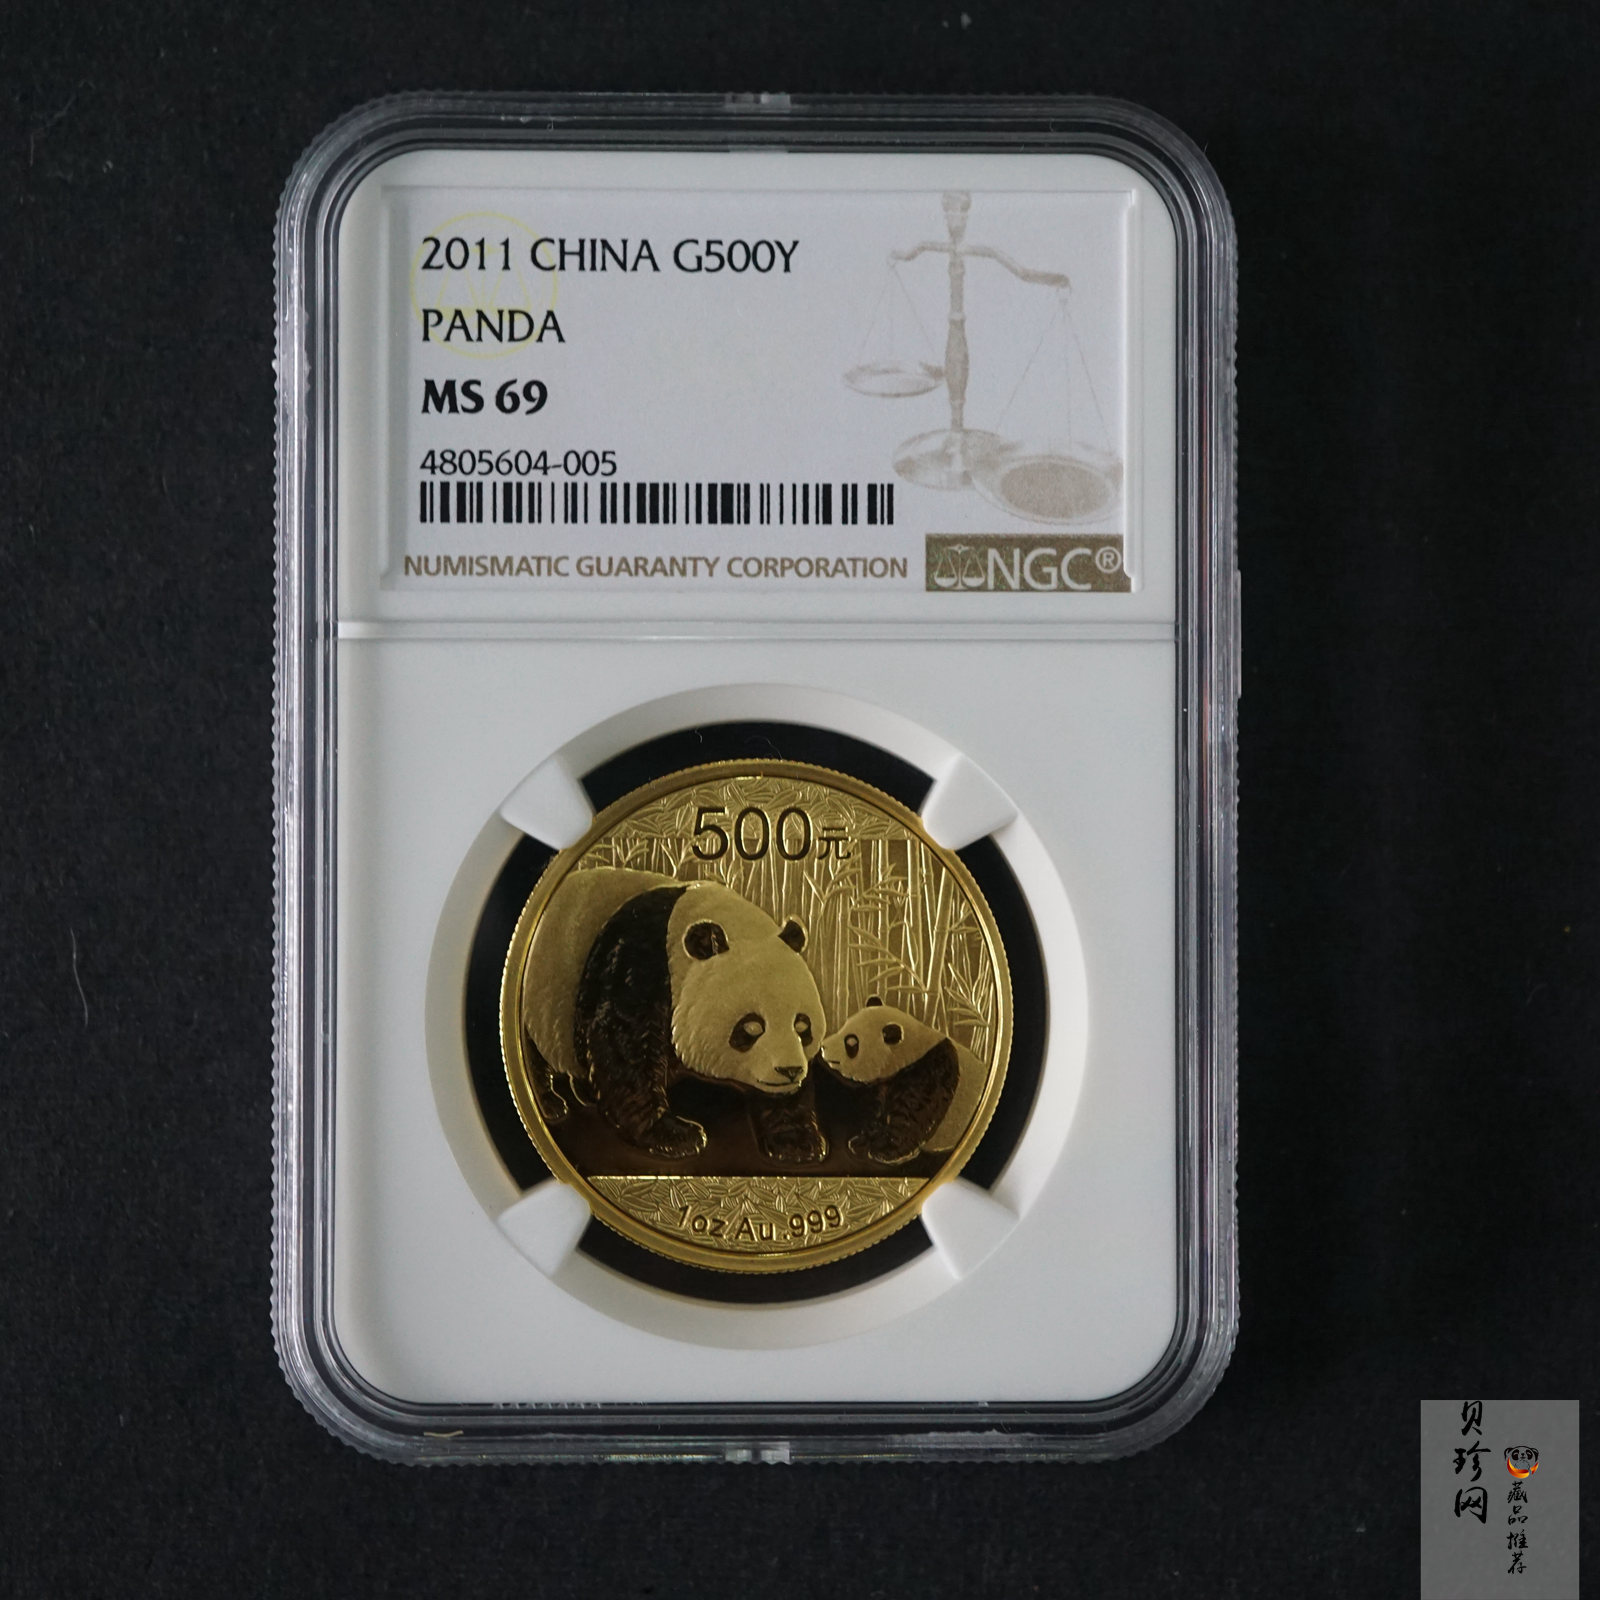 2011 CHINA G500Y
PANDA
MS 69
4805604-005
NUMISMATIC GUARANTY CORPORATION
NGC®
500元
1oz Au .999
贝珍网
藏品推荐